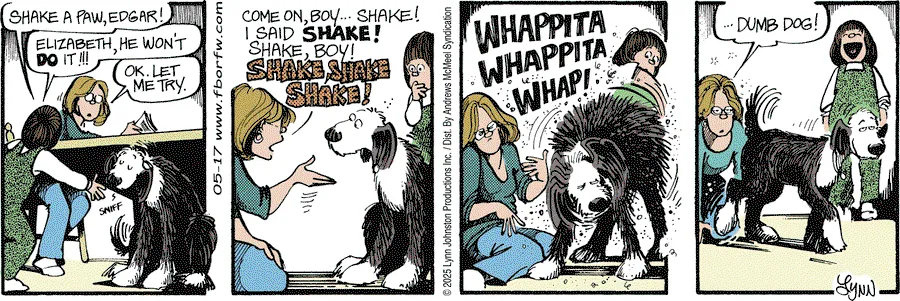 SHAKE A PAW, EDGAR!
ELIZABETH, HE WON'T
DO IT!!!
OK. LET
ME TRY.
SNIFF
05-17 www.fborfw.com
COME ON, BOY... SHAKE!
I SAID SHAKE!
SHAKE, BOY!
SHAKE, SHAKE
SHAKE!
© 2025 Lynn Johnston Productions Inc. / Dist. By Andrews McMeel Syndication
WHAPPITA
WHAPPITA
WHAP!
...DUMB DOG!
LYNN